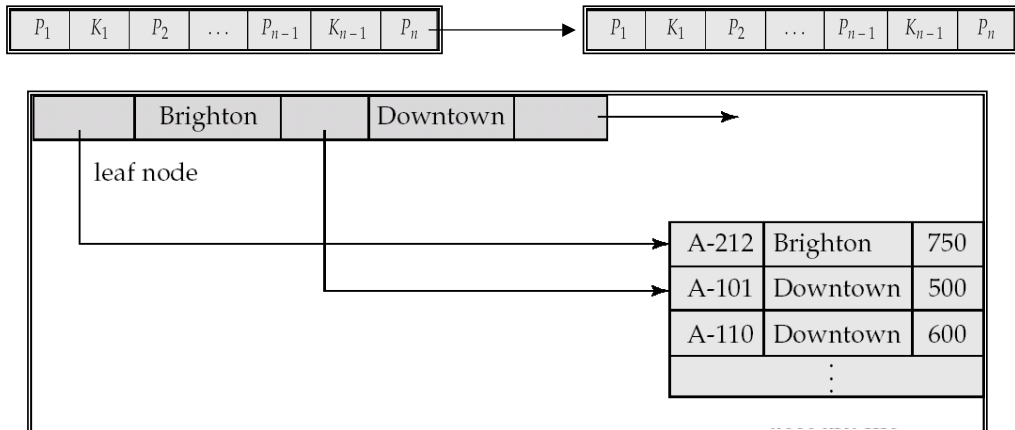 P₁ K₁ P₂ … Pₙ₋₁ Kₙ₋₁ Pₙ
P₁ K₁ P₂ … Pₙ₋₁ Kₙ₋₁ Pₙ
Brighton Downtown
leaf node
A-212 Brighton 750
A-101 Downtown 500
A-110 Downtown 600
⋮